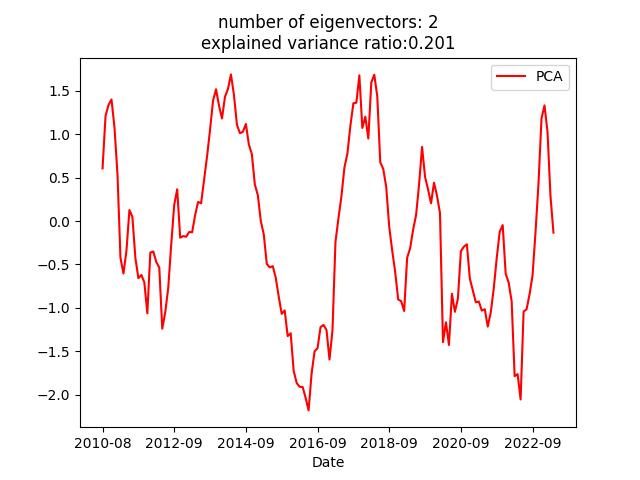 number of eigenvectors: 2
explained variance ratio:0.201
PCA
1.5
1.0
0.5
0.0
−0.5
−1.0
−1.5
−2.0
2010-08 2012-09 2014-09 2016-09 2018-09 2020-09 2022-09
Date